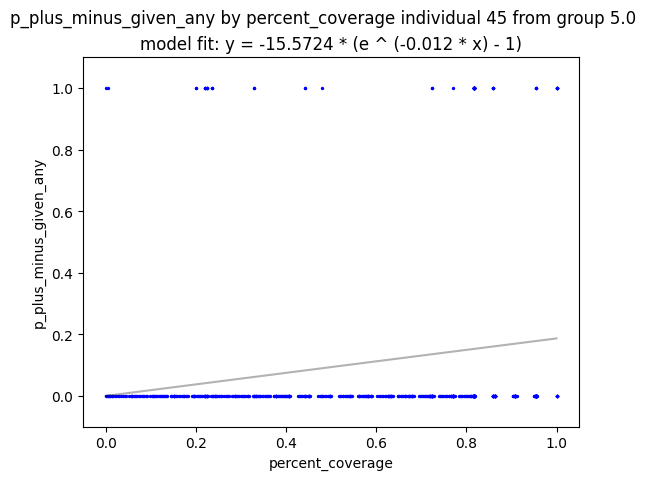 p_plus_minus_given_any by percent_coverage individual 45 from group 5.0
model fit: y = -15.5724 * (e ^ (-0.012 * x) - 1)
1.0
0.8
0.6
0.4
0.2
0.0
p_plus_minus_given_any
0.0 0.2 0.4 0.6 0.8 1.0
percent_coverage